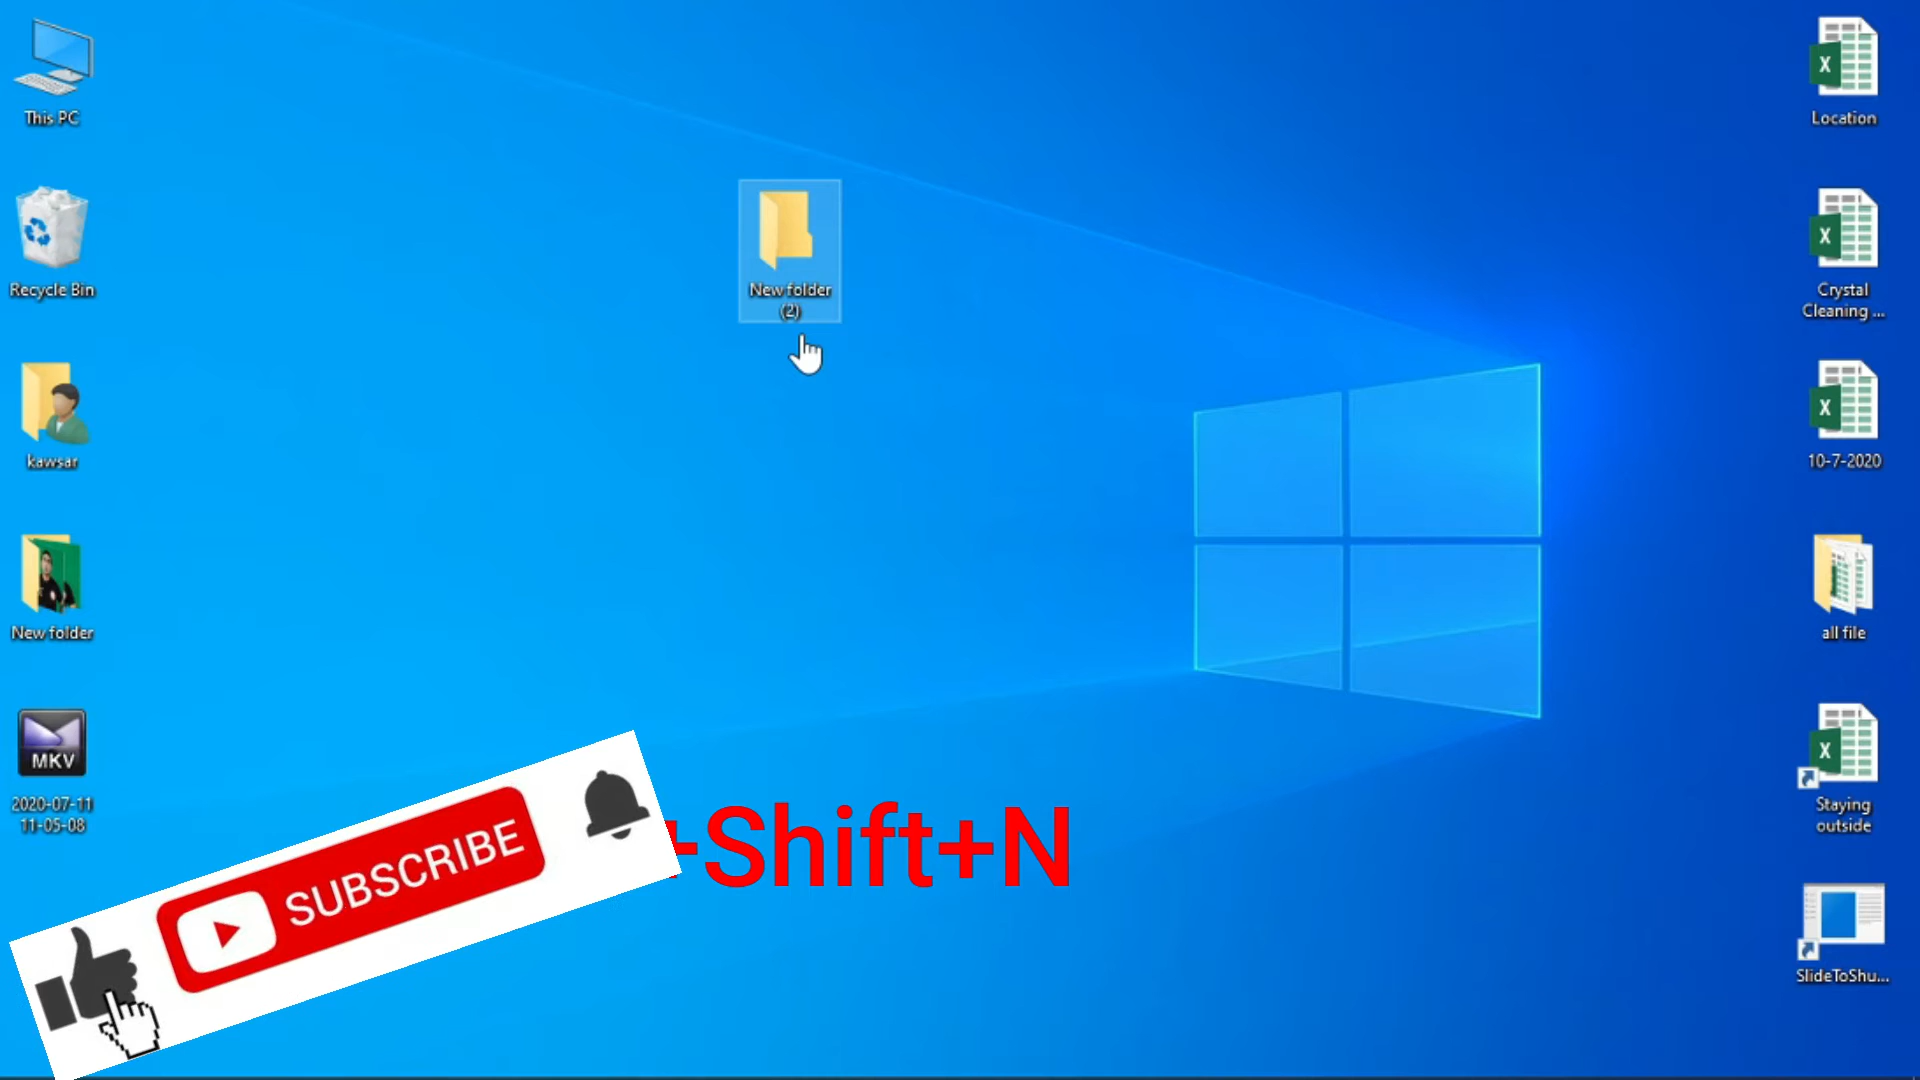 This PC
Recycle Bin
kawsar
New folder
MKV
2020-07-11
11-05-08
New folder
(2)
Location
Crystal
Cleaning ...
10-7-2020
all file
Staying
outside
SlideToShu...
SUBSCRIBE
+Shift+N